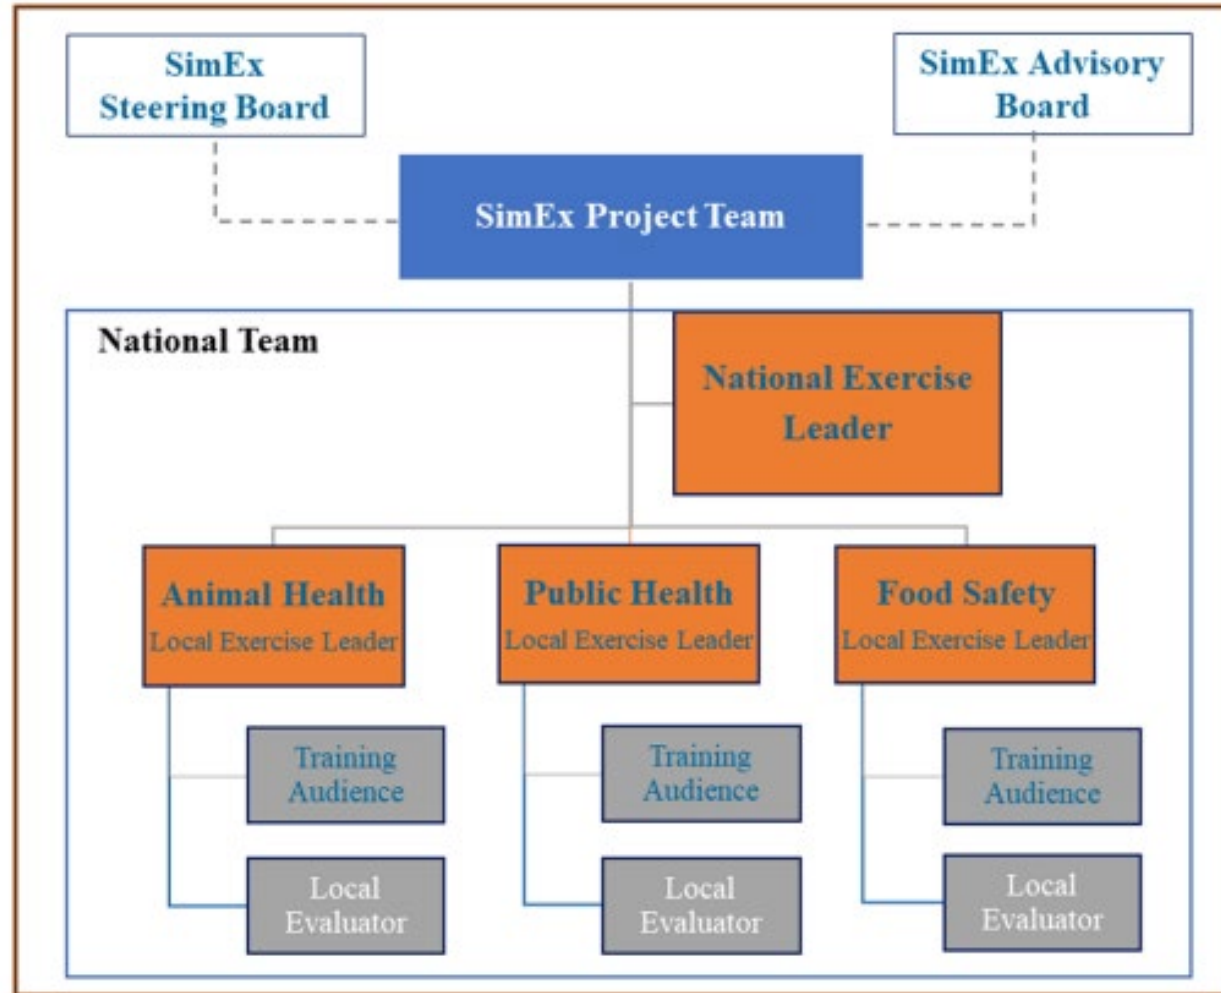 SimEx
Steering Board
SimEx Advisory
Board
SimEx Project Team
National Team
National Exercise
Leader
Animal Health
Local Exercise Leader
Public Health
Local Exercise Leader
Food Safety
Local Exercise Leader
Training
Audience
Training
Audience
Training
Audience
Local
Evaluator
Local
Evaluator
Local
Evaluator